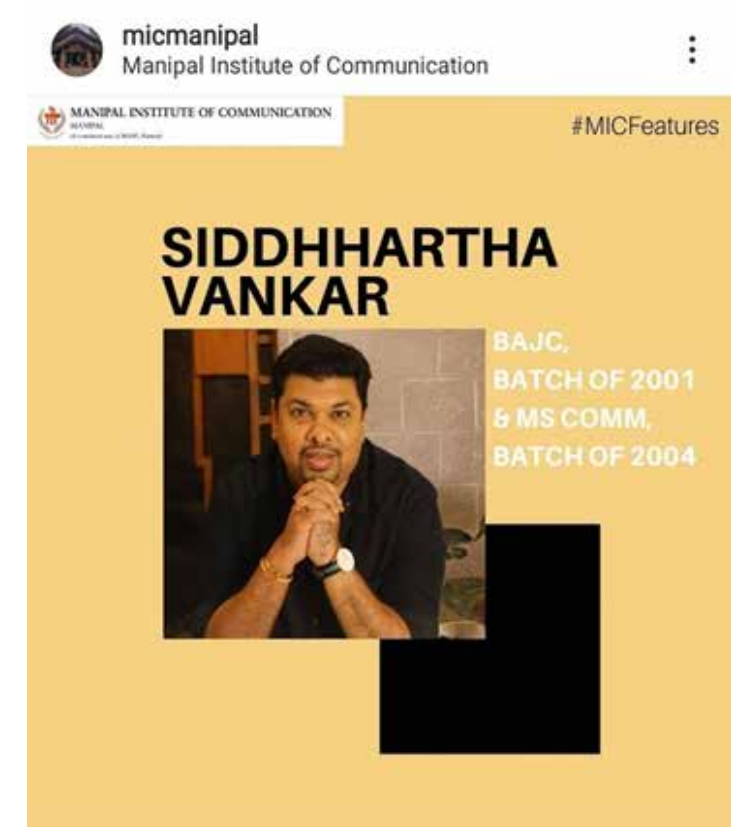 micmanipal
Manipal Institute of Communication
MANIPAL INSTITUTE OF COMMUNICATION
MANIPAL
#MICFeatures
SIDDHHARTHA
VANKAR
BAJC,
BATCH OF 2001
& MS COMM,
BATCH OF 2004